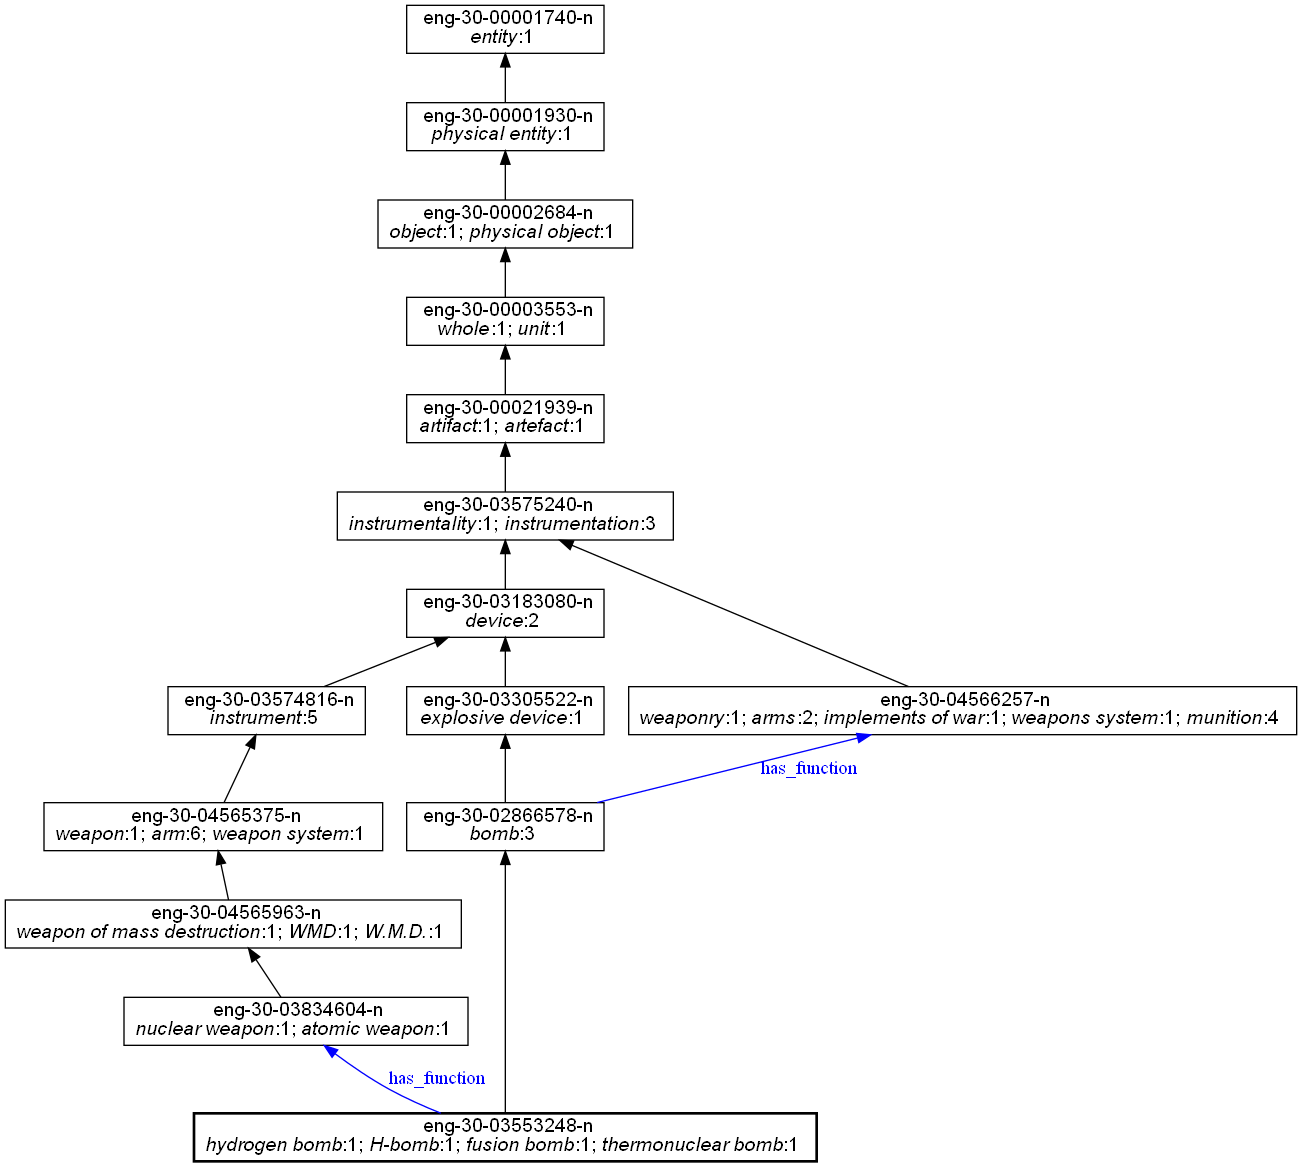 eng-30-00001740-n
entity:1
eng-30-00001930-n
physical entity:1
eng-30-00002684-n
object:1; physical object:1
eng-30-00003553-n
whole:1; unit:1
eng-30-00021939-n
artifact:1; artefact:1
eng-30-03575240-n
instrumentality:1; instrumentation:3
eng-30-03183080-n
device:2
eng-30-03574816-n
instrument:5
eng-30-03305522-n
explosive device:1
eng-30-04566257-n
weaponry:1; arms:2; implements of war:1; weapons system:1; munition:4
has_function
eng-30-04565375-n
weapon:1; arm:6; weapon system:1
eng-30-02866578-n
bomb:3
eng-30-04565963-n
weapon of mass destruction:1; WMD:1; W.M.D.:1
eng-30-03834604-n
nuclear weapon:1; atomic weapon:1
has_function
eng-30-03553248-n
hydrogen bomb:1; H-bomb:1; fusion bomb:1; thermonuclear bomb:1